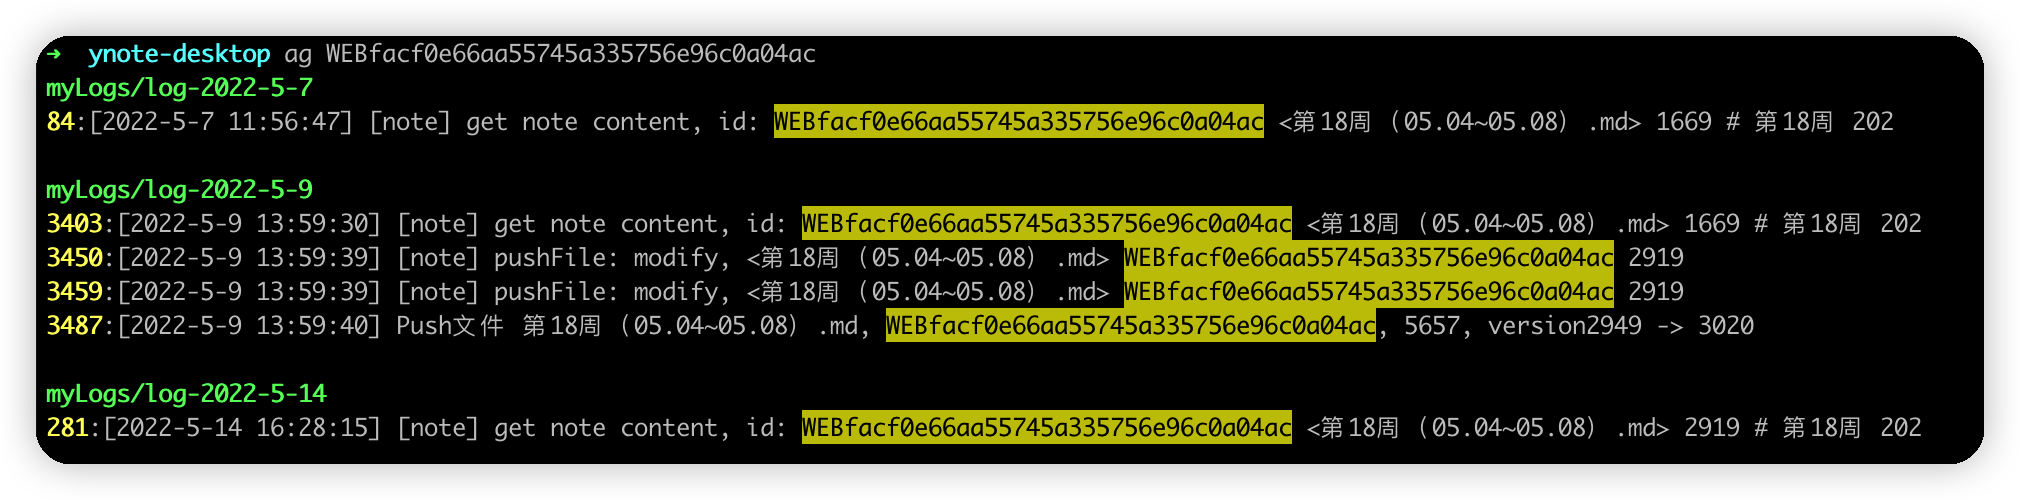 ➜  ynote-desktop ag WEBfacf0e66aa55745a335756e96c0a04ac
myLogs/log-2022-5-7
84:[2022-5-7 11:56:47] [note] get note content, id: WEBfacf0e66aa55745a335756e96c0a04ac <第18周（05.04~05.08）.md> 1669 # 第18周 202
myLogs/log-2022-5-9
3403:[2022-5-9 13:59:30] [note] get note content, id: WEBfacf0e66aa55745a335756e96c0a04ac <第18周（05.04~05.08）.md> 1669 # 第18周 202
3450:[2022-5-9 13:59:39] [note] pushFile: modify, <第18周（05.04~05.08）.md> WEBfacf0e66aa55745a335756e96c0a04ac 2919
3459:[2022-5-9 13:59:39] [note] pushFile: modify, <第18周（05.04~05.08）.md> WEBfacf0e66aa55745a335756e96c0a04ac 2919
3487:[2022-5-9 13:59:40] Push文件 第18周（05.04~05.08）.md, WEBfacf0e66aa55745a335756e96c0a04ac, 5657, version2949 -> 3020
myLogs/log-2022-5-14
281:[2022-5-14 16:28:15] [note] get note content, id: WEBfacf0e66aa55745a335756e96c0a04ac <第18周（05.04~05.08）.md> 2919 # 第18周 202